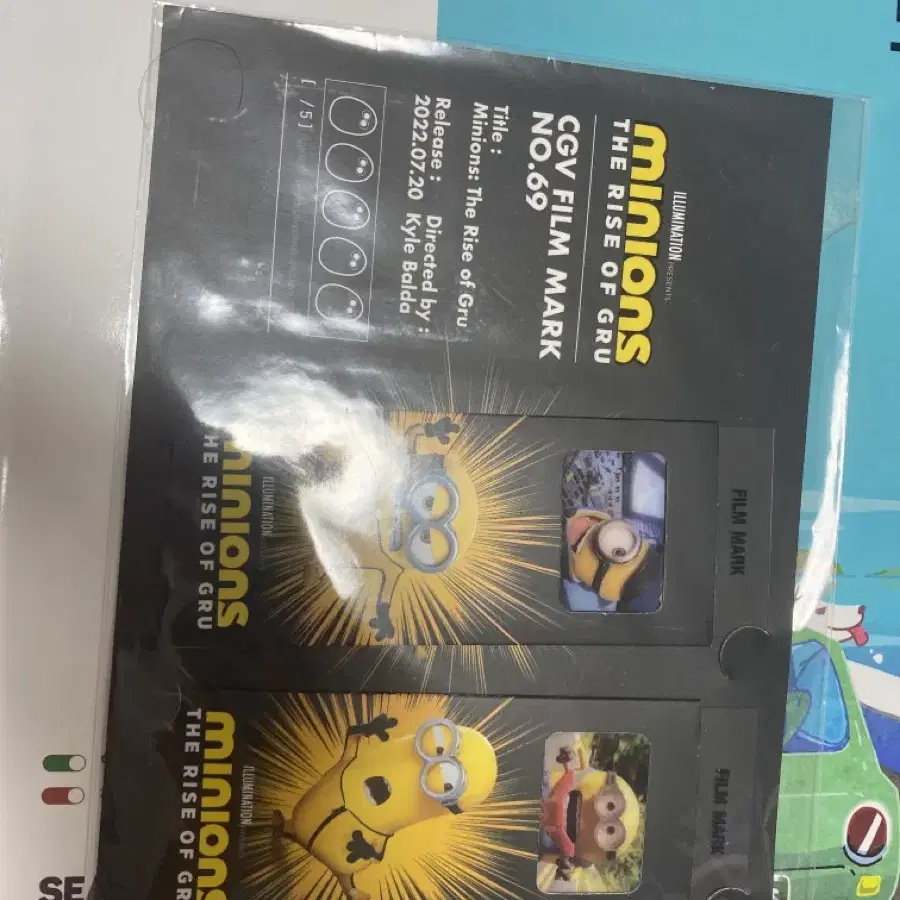 ILLUMINATION PRESENTS
MINIONS
THE RISE OF GRU
CGV FILM MARK
NO.69
Title :
Minions: The Rise of Gru
Release : Directed by :
2022.07.20 Kyle Balda
[ /5]
FILM MARK
ILLUMINATION
MINIONS
THE RISE OF GRU
FILM MARK
ILLUMINATION
MINIONS
THE RISE OF GR
SE